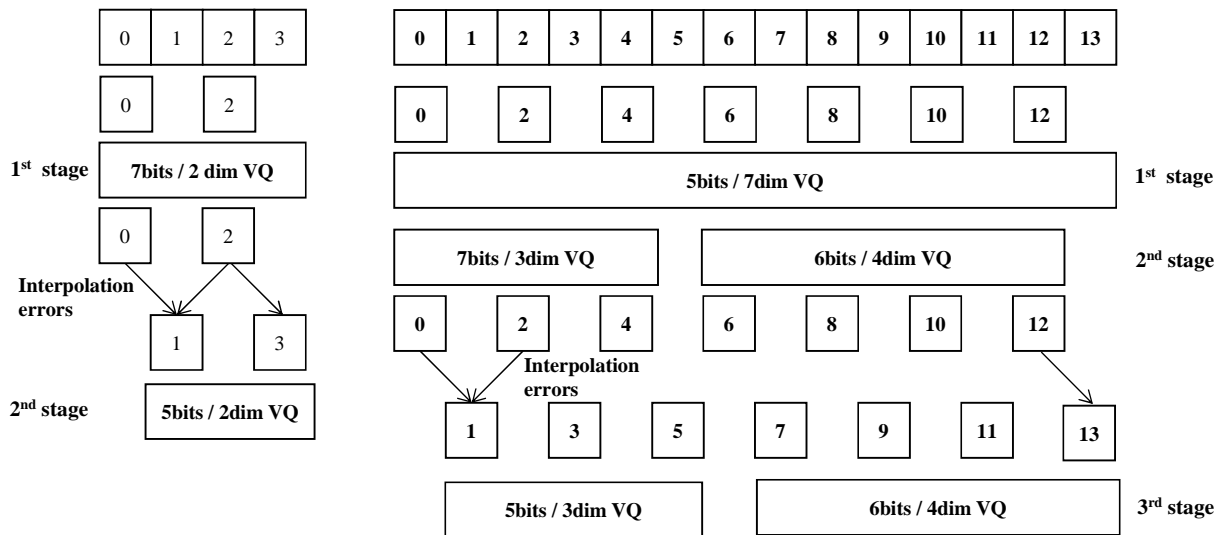 0 1 2 3
0 2
1st stage
7bits / 2 dim VQ
0 2
Interpolation
errors
1 3
2nd stage
5bits / 2dim VQ
0 1 2 3 4 5 6 7 8 9 10 11 12 13
0 2 4 6 8 10 12
5bits / 7dim VQ
1st stage
7bits / 3dim VQ
6bits / 4dim VQ
2nd stage
0 2 4 6 8 10 12
Interpolation
errors
1 3 5 7 9 11 13
5bits / 3dim VQ
6bits / 4dim VQ
3rd stage